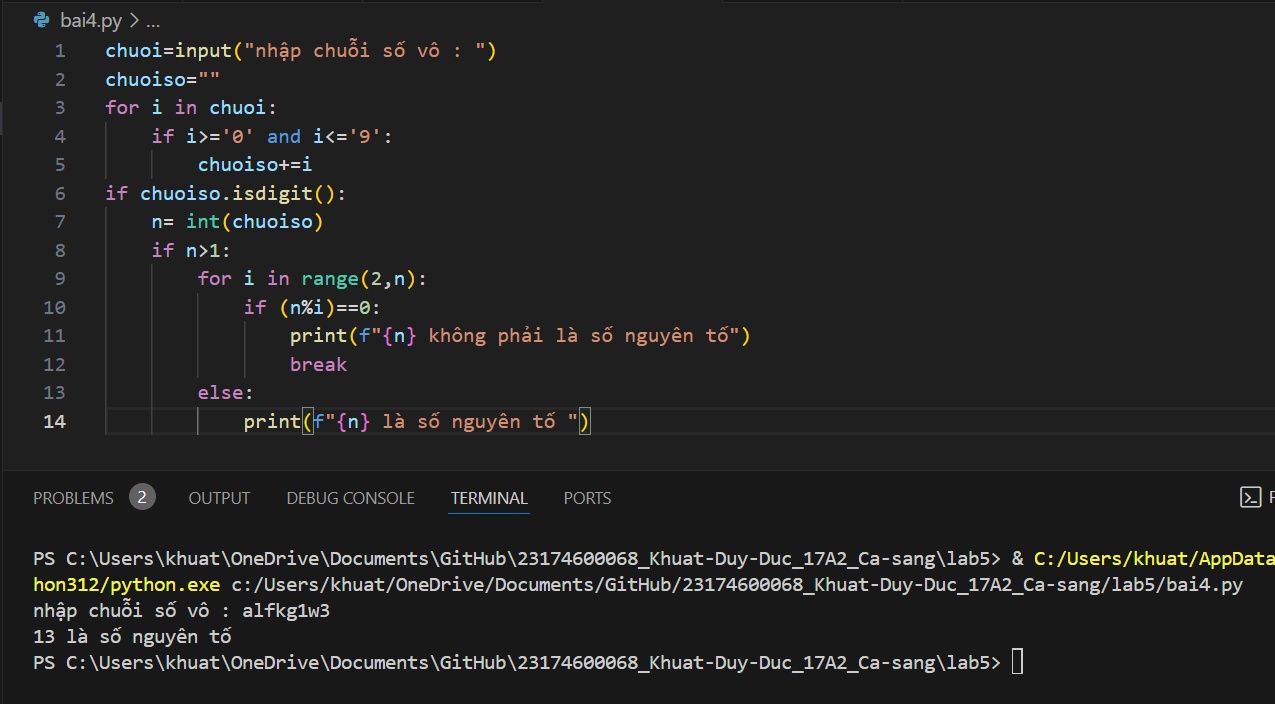 bai4.py > ...
1 chuoi=input("nhập chuỗi số vô : ")
2 chuoiso=""
3 for i in chuoi:
4     if i>='0' and i<='9':
5         chuoiso+=i
6 if chuoiso.isdigit():
7     n= int(chuoiso)
8     if n>1:
9         for i in range(2,n):
10             if (n%i)==0:
11                 print(f"{n} không phải là số nguyên tố")
12                 break
13         else:
14             print(f"{n} là số nguyên tố ")
PROBLEMS 2 OUTPUT DEBUG CONSOLE TERMINAL PORTS
PS C:\Users\khuat\OneDrive\Documents\GitHub\23174600068_Khuat-Duy-Duc_17A2_Ca-sang\lab5> & C:/Users/khuat/AppData
hon312/python.exe c:/Users/khuat/OneDrive/Documents/GitHub/23174600068_Khuat-Duy-Duc_17A2_Ca-sang/lab5/bai4.py
nhập chuỗi số vô : alfkg1w3
13 là số nguyên tố
PS C:\Users\khuat\OneDrive\Documents\GitHub\23174600068_Khuat-Duy-Duc_17A2_Ca-sang\lab5>